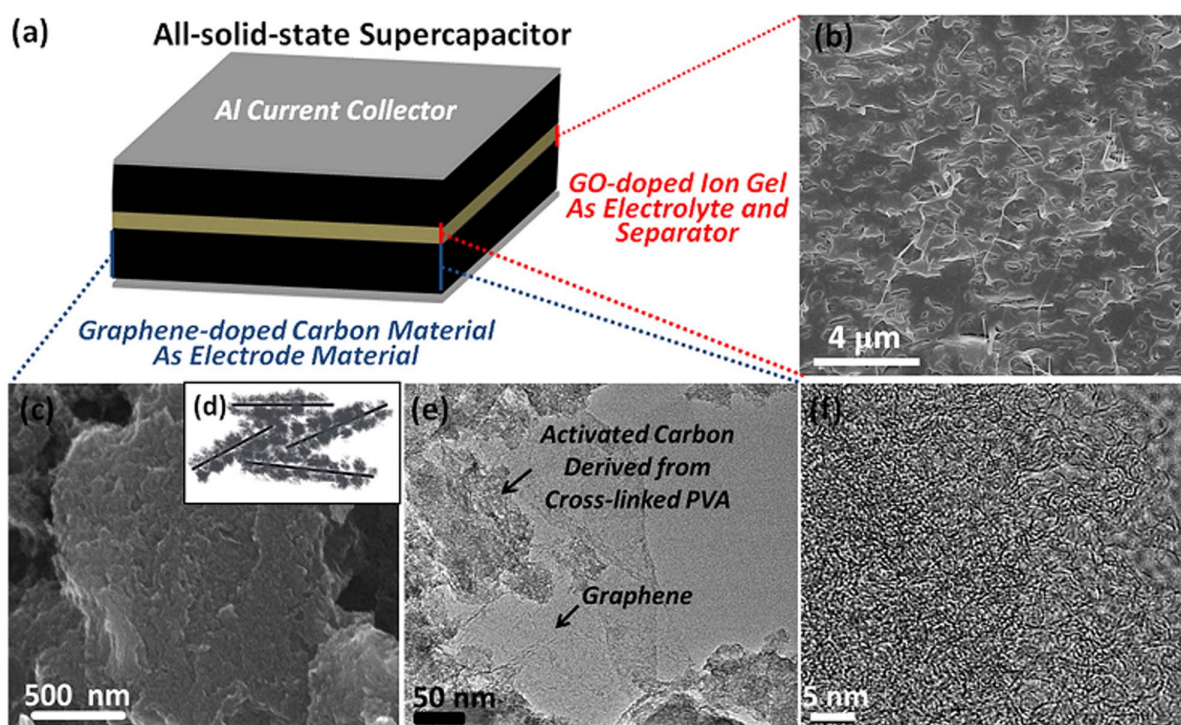 (a)
All-solid-state Supercapacitor
Al Current Collector
GO-doped Ion Gel
As Electrolyte and
Separator
Graphene-doped Carbon Material
As Electrode Material
(b)
4 μm
(c)
500 nm
(d)
(e)
Activated Carbon
Derived from
Cross-linked PVA
Graphene
50 nm
(f)
5 nm